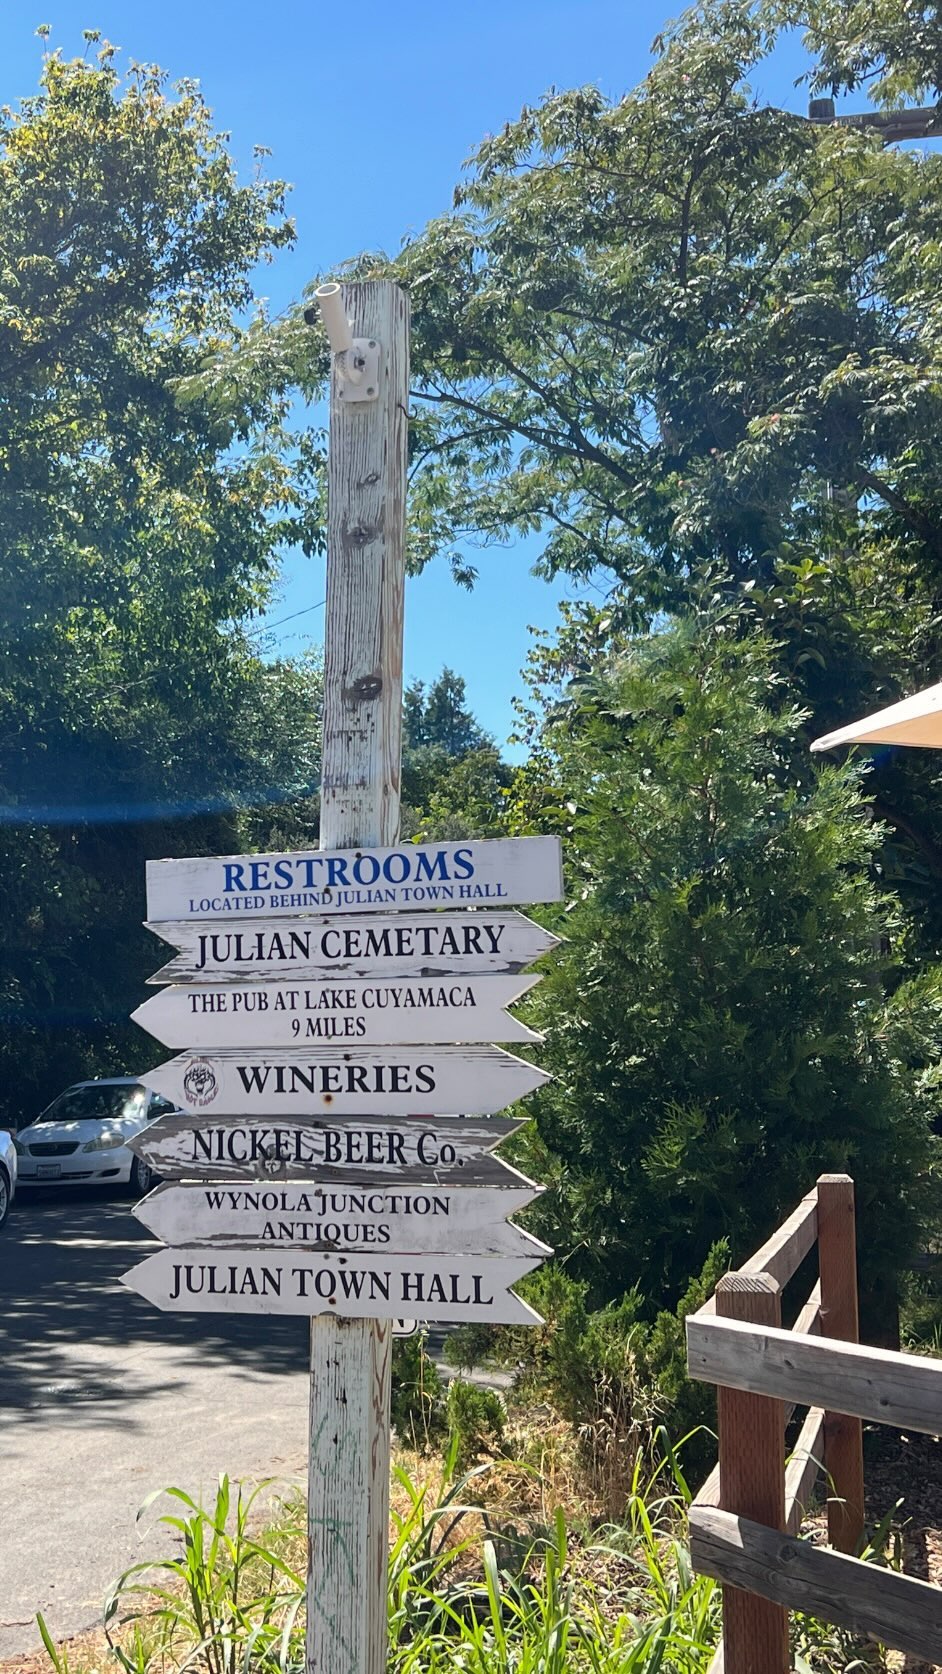 RESTROOMS
LOCATED BEHIND JULIAN TOWN HALL
JULIAN CEMETARY
THE PUB AT LAKE CUYAMACA
9 MILES
WINERIES
NICKEL BEER Co.
WYNOLA JUNCTION
ANTIQUES
JULIAN TOWN HALL